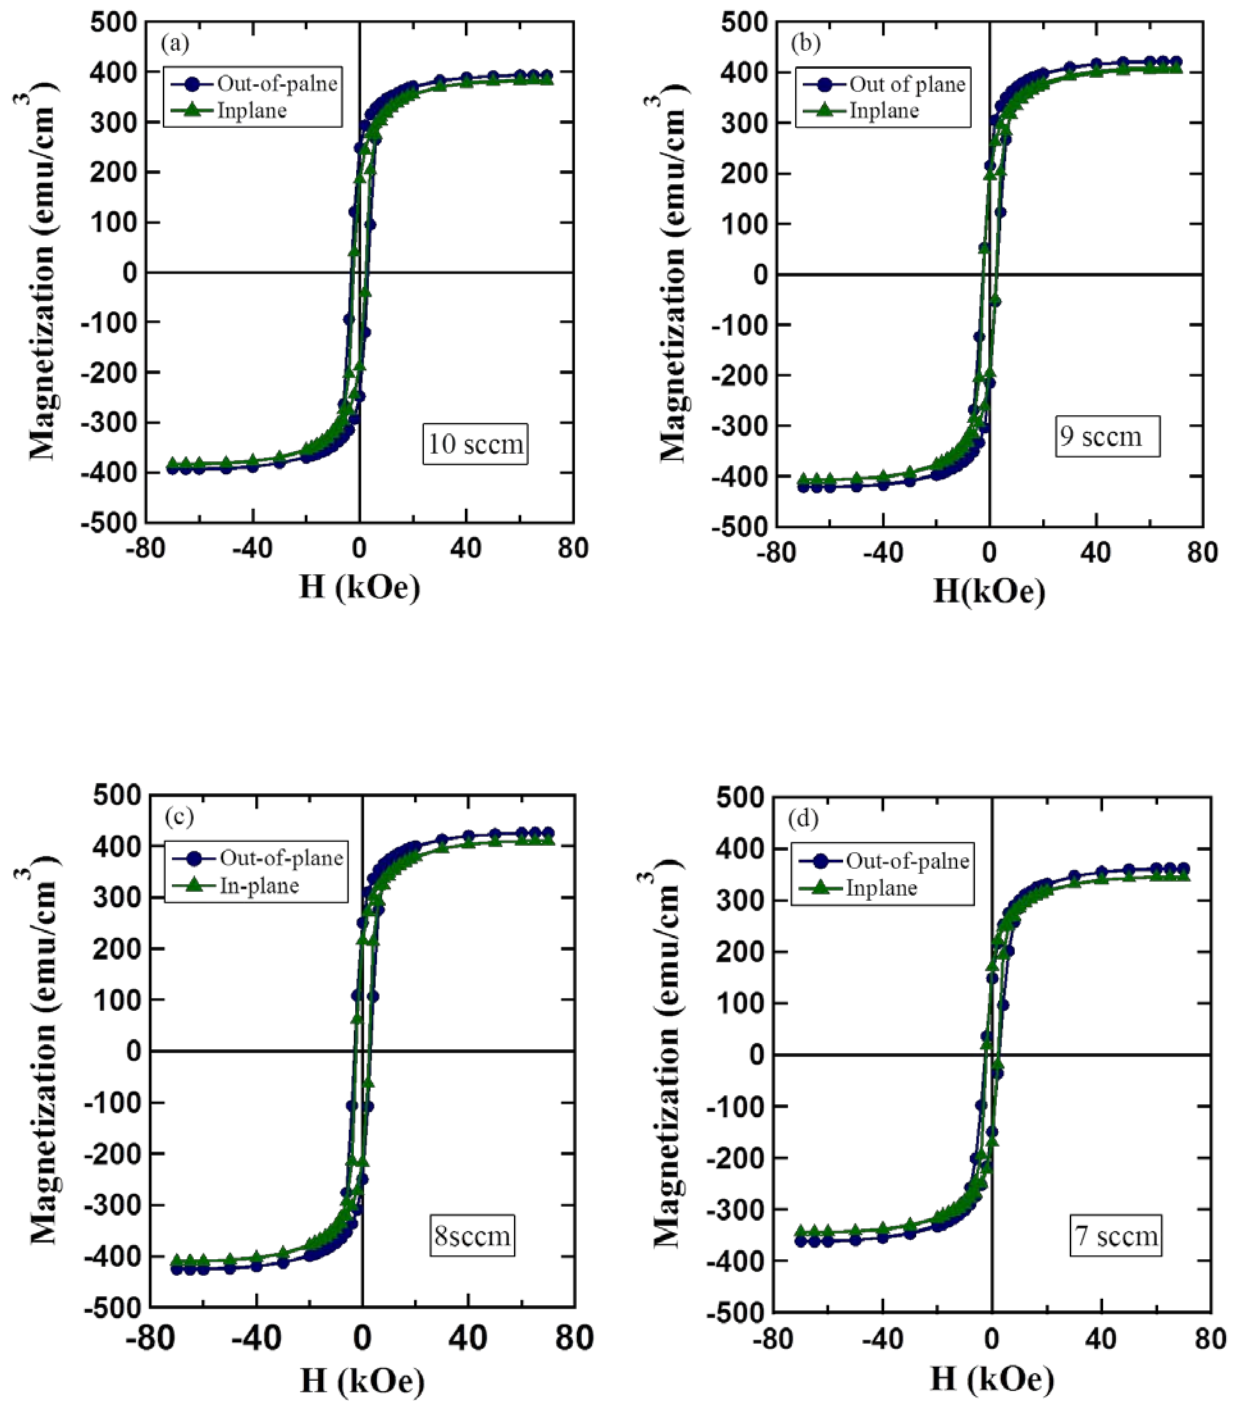 (a)
Out-of-palne
Inplane
10 sccm
500
400
300
200
100
0
-100
-200
-300
-400
-500
-80
-40
0
40
80
Magnetization (emu/cm³)
H (kOe)
(b)
Out of plane
Inplane
9 sccm
500
400
300
200
100
0
-100
-200
-300
-400
-500
-80
-40
0
40
80
Magnetization (emu/cm³)
H(kOe)
(c)
Out-of-plane
In-plane
8sccm
500
400
300
200
100
0
-100
-200
-300
-400
-500
-80
-40
0
40
80
Magnetization (emu/cm³)
H (kOe)
(d)
Out-of-palne
Inplane
7 sccm
500
400
300
200
100
0
-100
-200
-300
-400
-500
-80
-40
0
40
80
Magnetization (emu/cm³)
H (kOe)